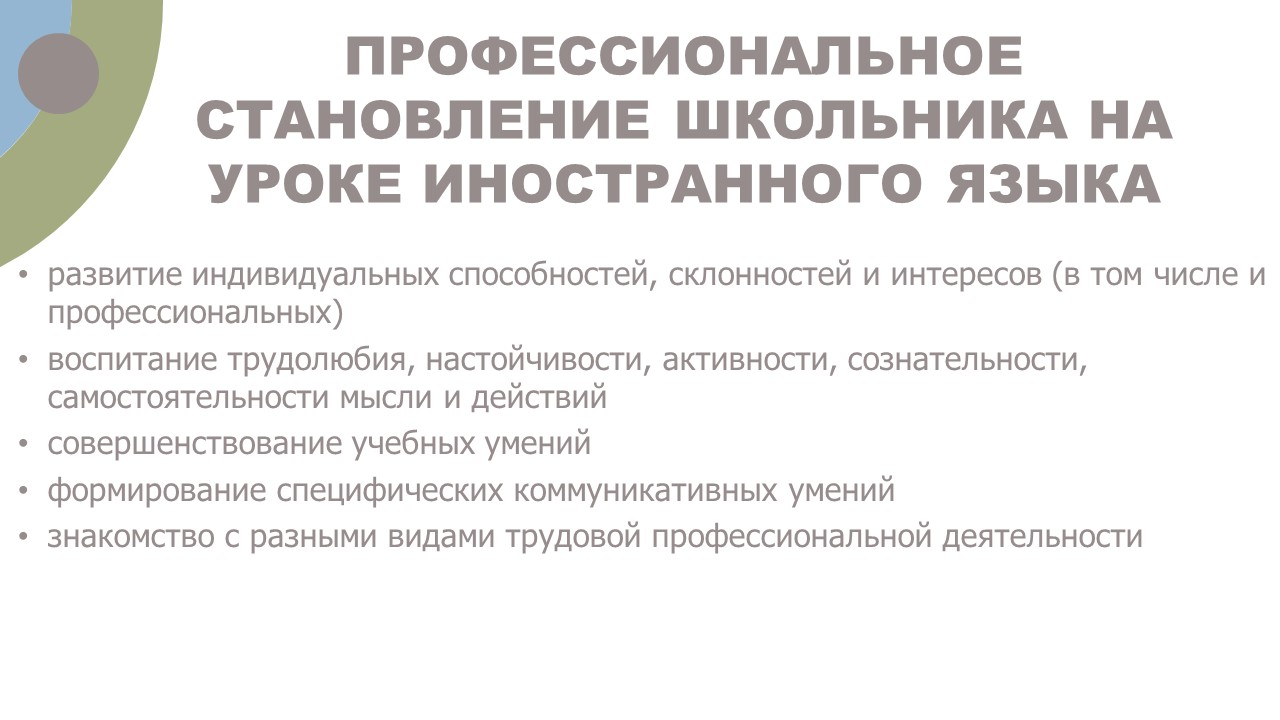 ПРОФЕССИОНАЛЬНОЕ
СТАНОВЛЕНИЕ ШКОЛЬНИКА НА
УРОКЕ ИНОСТРАННОГО ЯЗЫКА
• развитие индивидуальных способностей, склонностей и интересов (в том числе и
профессиональных)
• воспитание трудолюбия, настойчивости, активности, сознательности,
самостоятельности мысли и действий
• совершенствование учебных умений
• формирование специфических коммуникативных умений
• знакомство с разными видами трудовой профессиональной деятельности